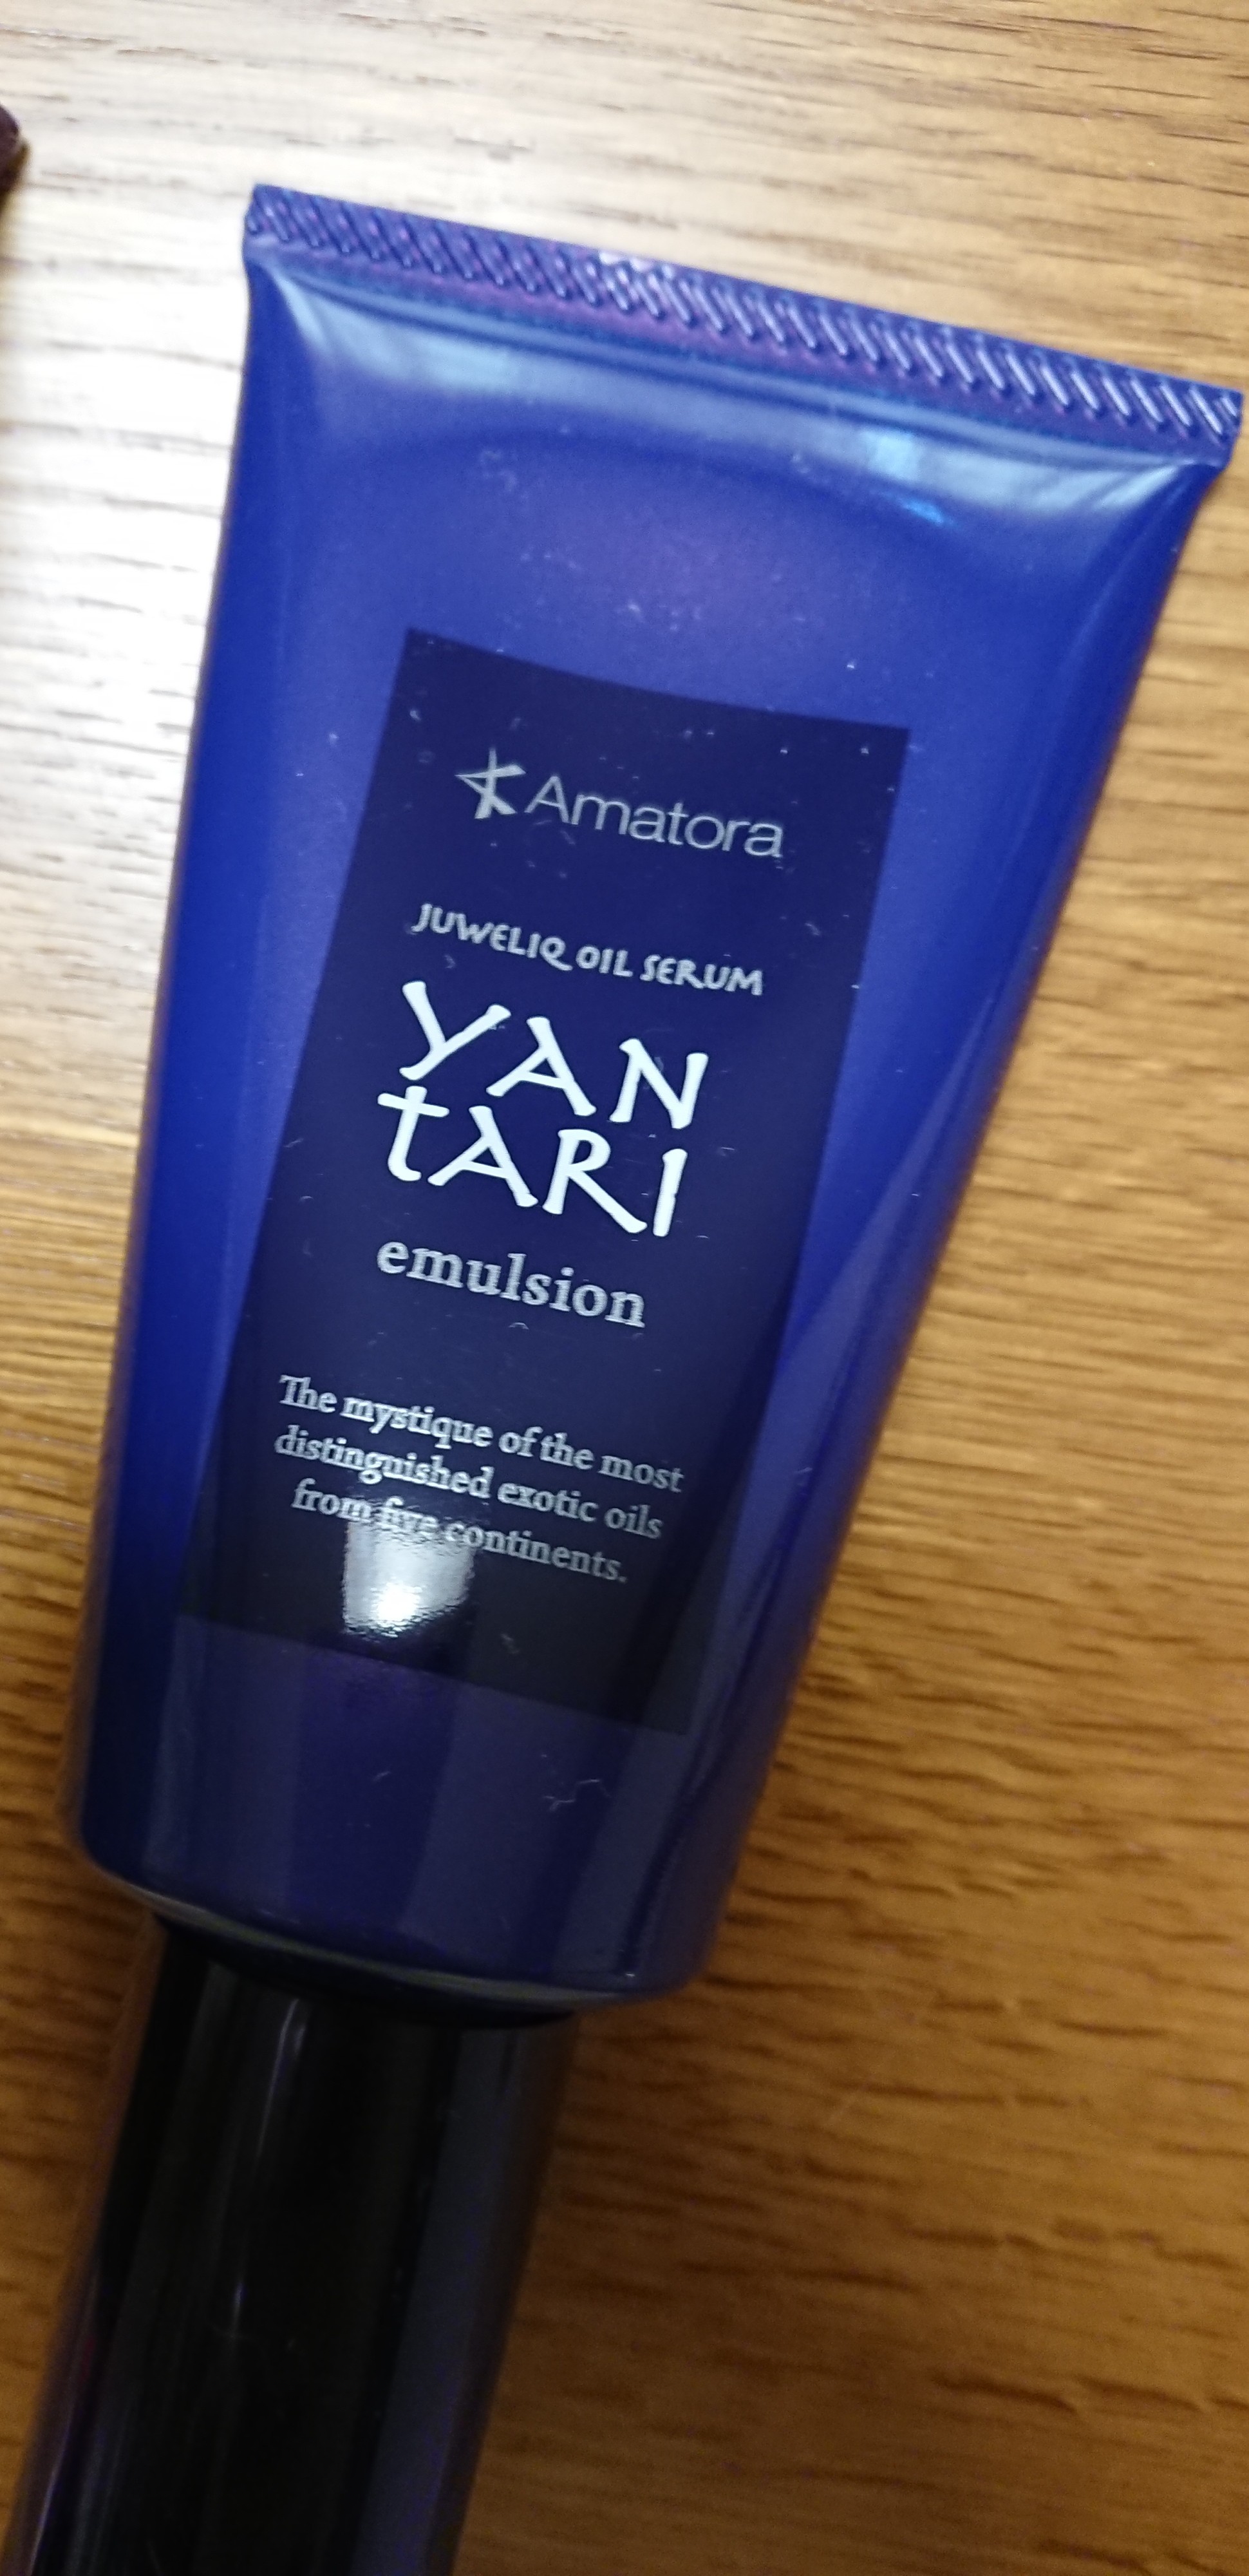 Amatora
JUWELIQ OIL SERUM
YAN
TARI
emulsion
The mystique of the most
distinguished exotic oils
from five continents.